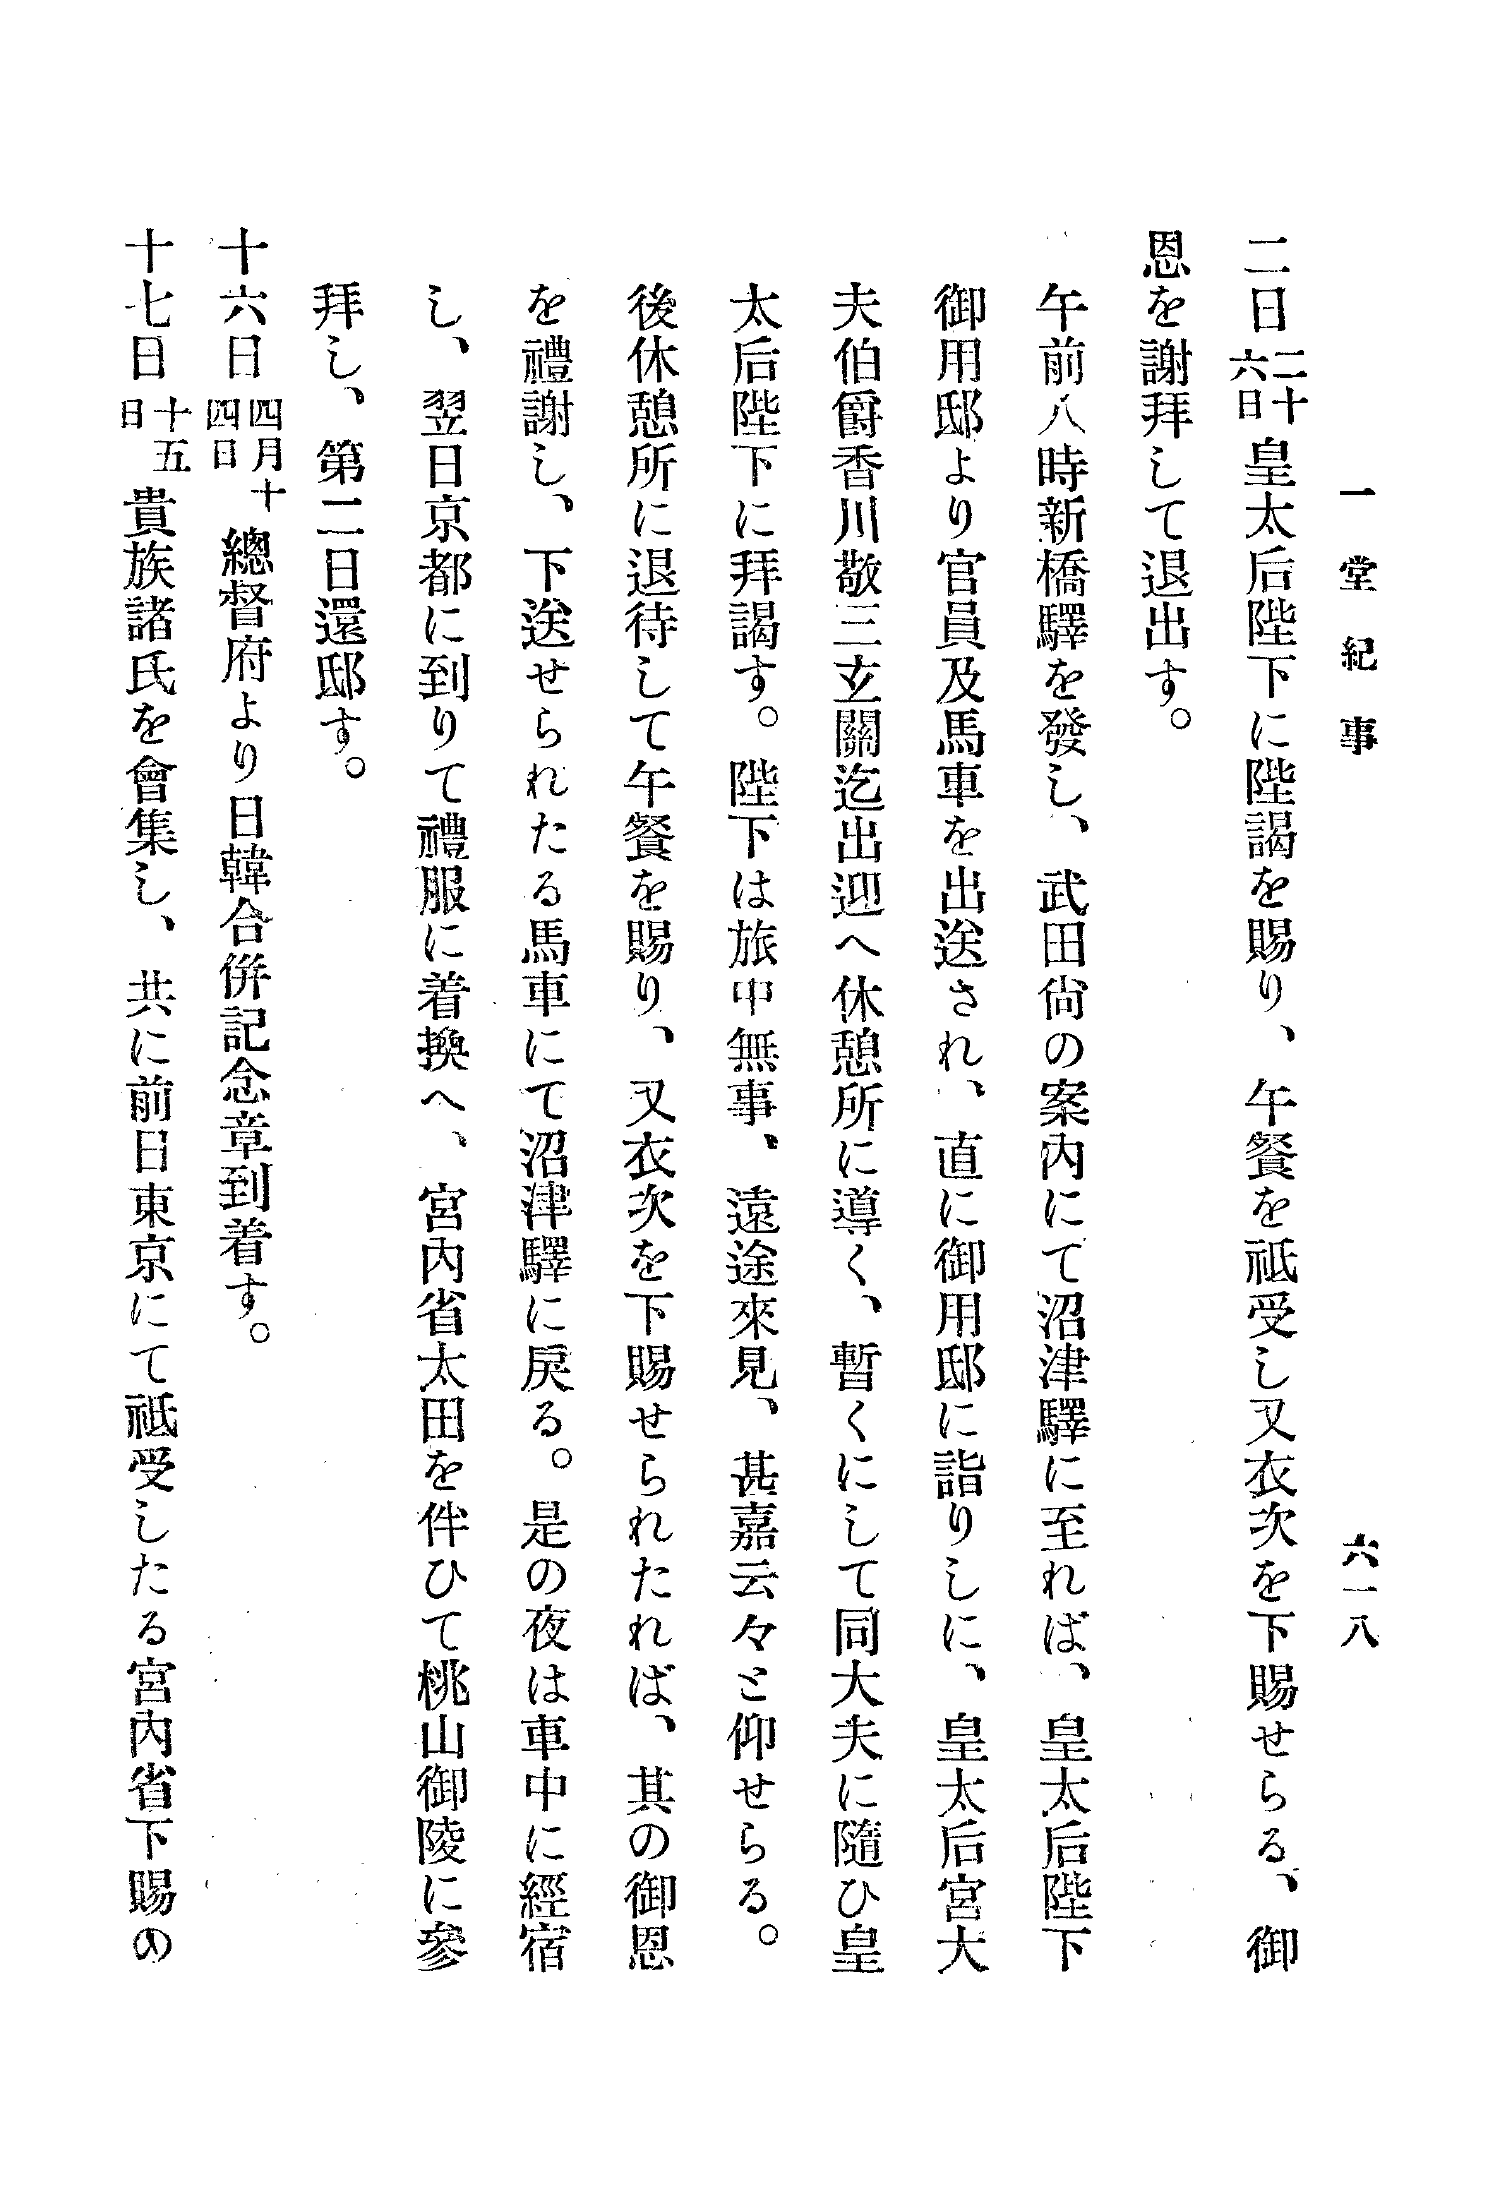 一堂紀事　六一八
二日二十六日皇太后陛下に陛謁を賜り、午餐を祗受し又衣次を下賜せらる、御
恩を謝拜して退出す。
午前八時新橋驛を發し、武田尙の案內にて沼津驛に至れば、皇太后陛下
御用邸より官員及馬車を出送され、直に御用邸に詣りしに、皇太后宮大
夫伯爵香川敬三玄關迄出迎へ休憩所に導く、暫くにして同大夫に隨ひ皇
太后陛下に拜謁す。陛下は旅中無事、遠途來見、甚嘉云々と仰せらる。
後休憩所に退待して午餐を賜り、又衣次を下賜せられたれば、其の御恩
を禮謝し、下送せられたる馬車にて沼津驛に戾る。是の夜は車中に經宿
し、翌日京都に到りて禮服に着換へ、宮內省太田を伴ひて桃山御陵に參
拜し、第二日還邸す。
十六日四月十四日總督府より日韓合倂記念章到着す。
十七日十五日貴族諸氏を會集し、共に前日東京にて祗受したる宮內省下賜の